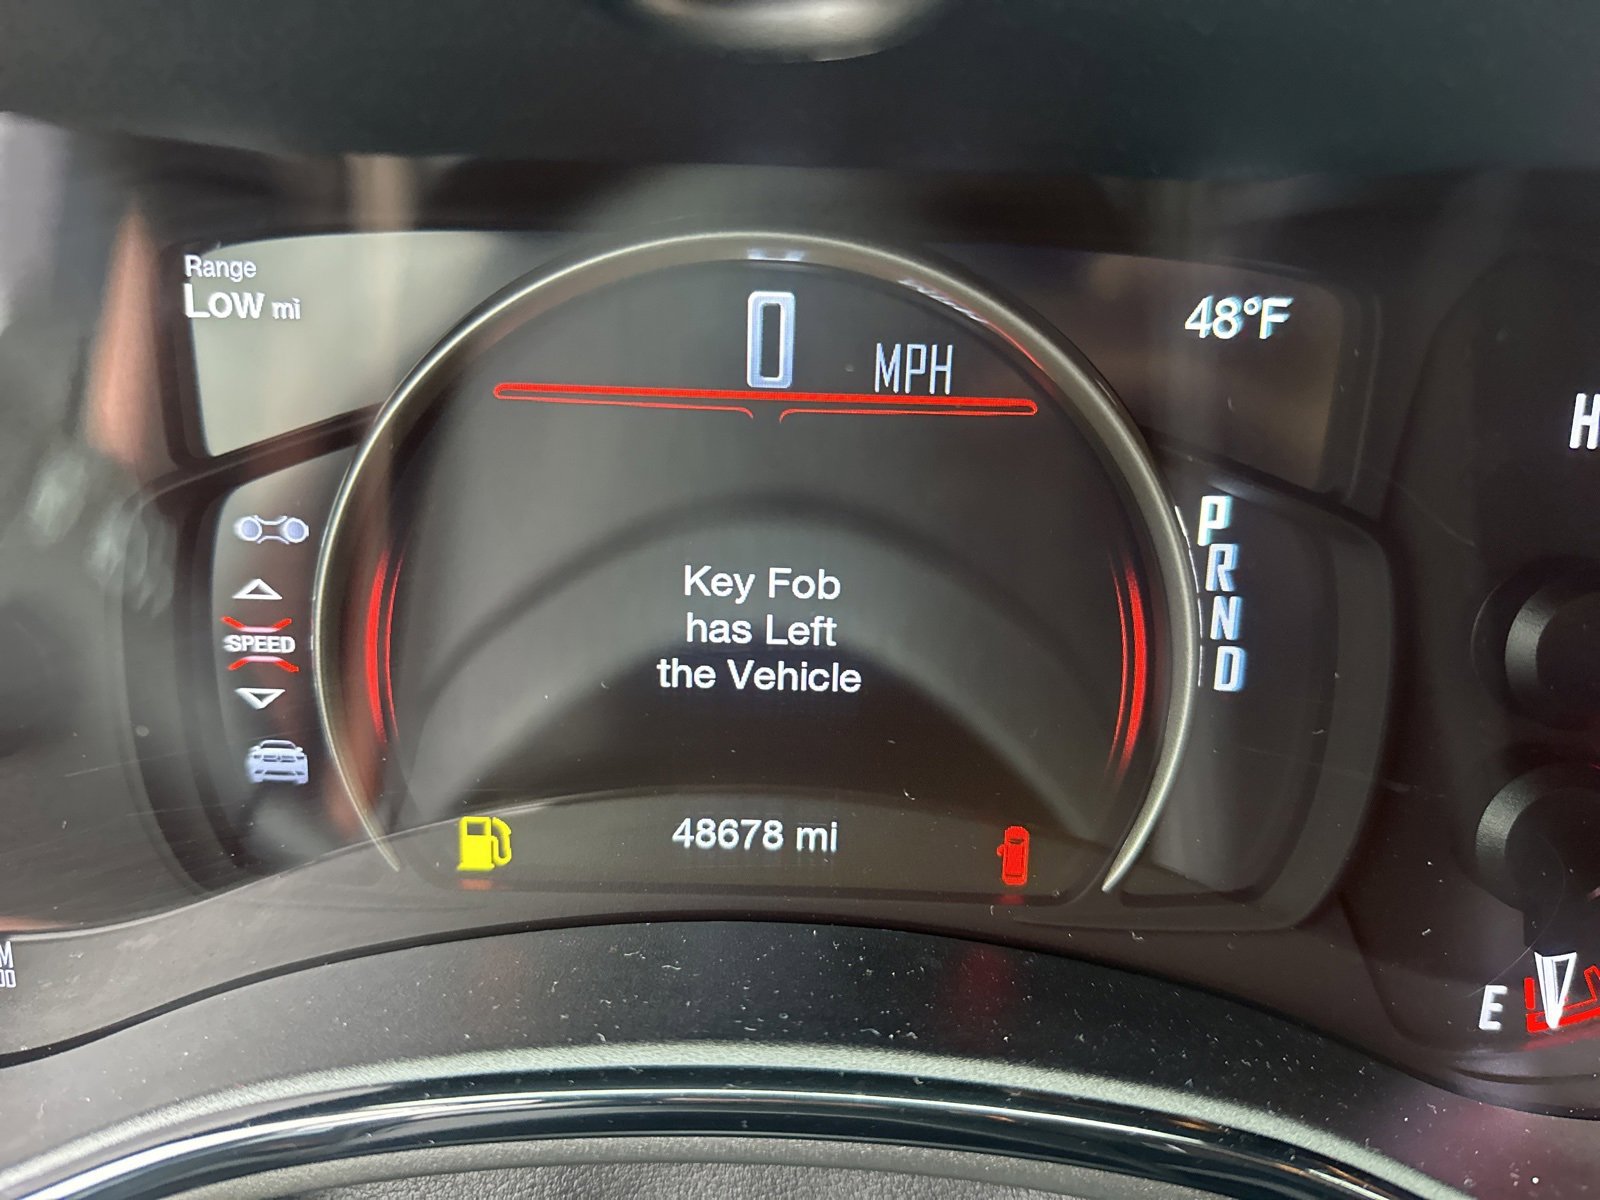 Range
LOW mi
0 MPH
48°F
H
P
R
N
D
SPEED
Key Fob
has Left
the Vehicle
48678 mi
E